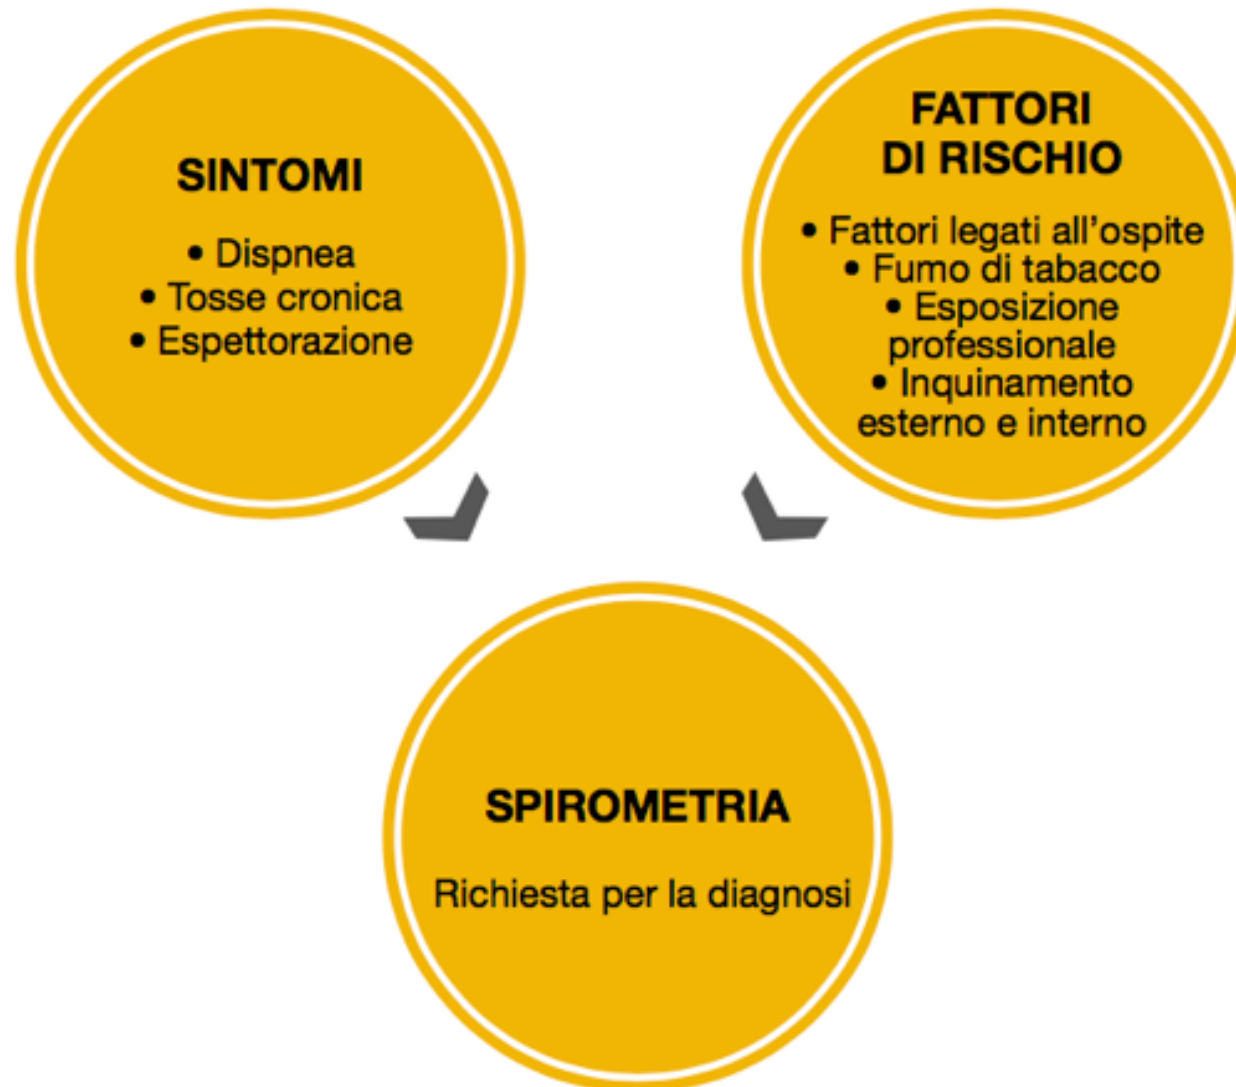 SINTOMI
• Dispnea
• Tosse cronica
• Espettorazione
FATTORI
DI RISCHIO
• Fattori legati all'ospite
• Fumo di tabacco
• Esposizione
professionale
• Inquinamento
esterno e interno
SPIROMETRIA
Richiesta per la diagnosi